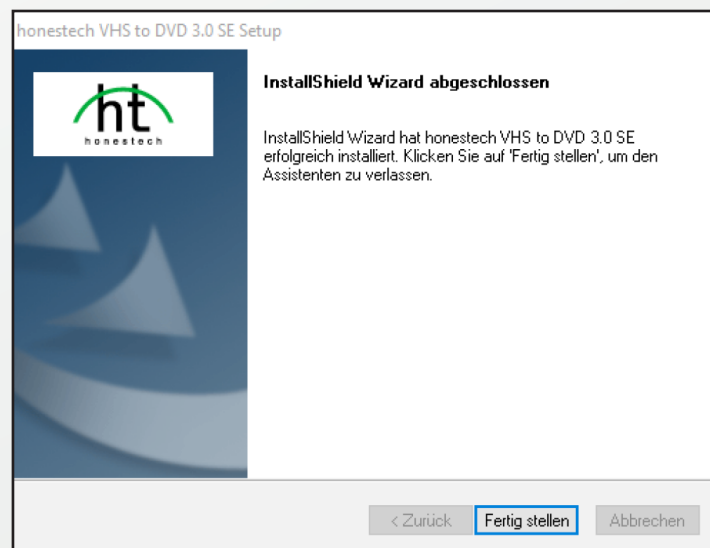 honestech VHS to DVD 3.0 SE Setup
ht
honestech
InstallShield Wizard abgeschlossen
InstallShield Wizard hat honestech VHS to DVD 3.0 SE
erfolgreich installiert. Klicken Sie auf 'Fertig stellen', um den
Assistenten zu verlassen.
< Zurück
Fertig stellen
Abbrechen